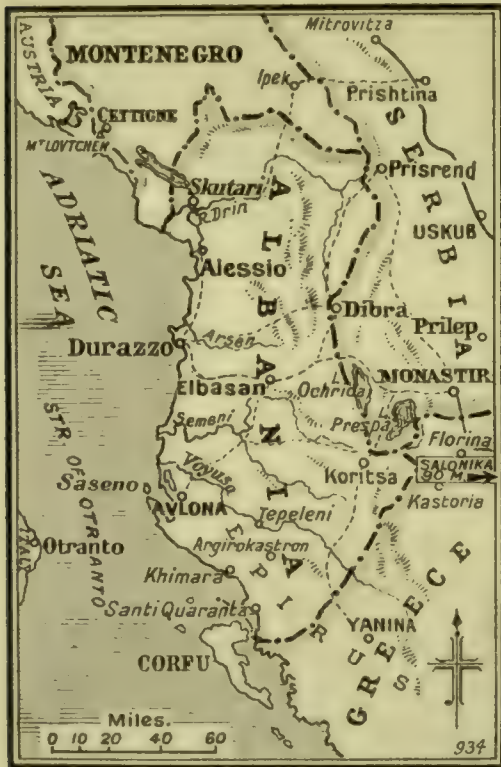 Mitrovitza
AUSTRIA
MONTENEGRO
Ipek
Prishtina
CETTIGNE
MT LOVTCHEN
SERBIA
Prisrend
Skutari
R. Drin
USKUB
ADRIATIC
SEA
ALBANIA
Alessio
Dibra
Prilep
Arsen
Durazzo
MONASTIR
Elbasan
L. Ochrida
L. Prespa
Florina
Semeni
SALONIKA
90 M.
STR. OF OTRANTO
Koritsa
Kastoria
Voyusa
Saseno
AVLONA
Tepeleni
ITALY
Otranto
Argirokastron
Khimara
EPIRUS
GREECE
Santi Quaranta
YANINA
CORFU
Miles.
0 10 20 40 60
934